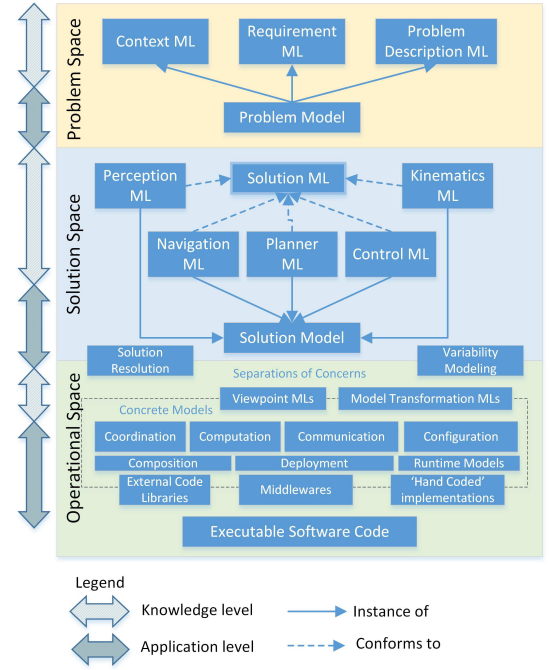 Problem Space
Context ML
Requirement
ML
Problem
Description ML
Problem Model
Solution Space
Perception
ML
Solution ML
Kinematics
ML
Navigation
ML
Planner
ML
Control ML
Solution Model
Solution
Resolution
Variability
Modeling
Operational Space
Separations of Concerns
Viewpoint MLs
Model Transformation MLs
Concrete Models
Coordination
Computation
Communication
Configuration
Composition
Deployment
Runtime Models
External Code
Libraries
Middlewares
‘Hand Coded’
implementations
Executable Software Code
Legend
Knowledge level
Instance of
Application level
Conforms to